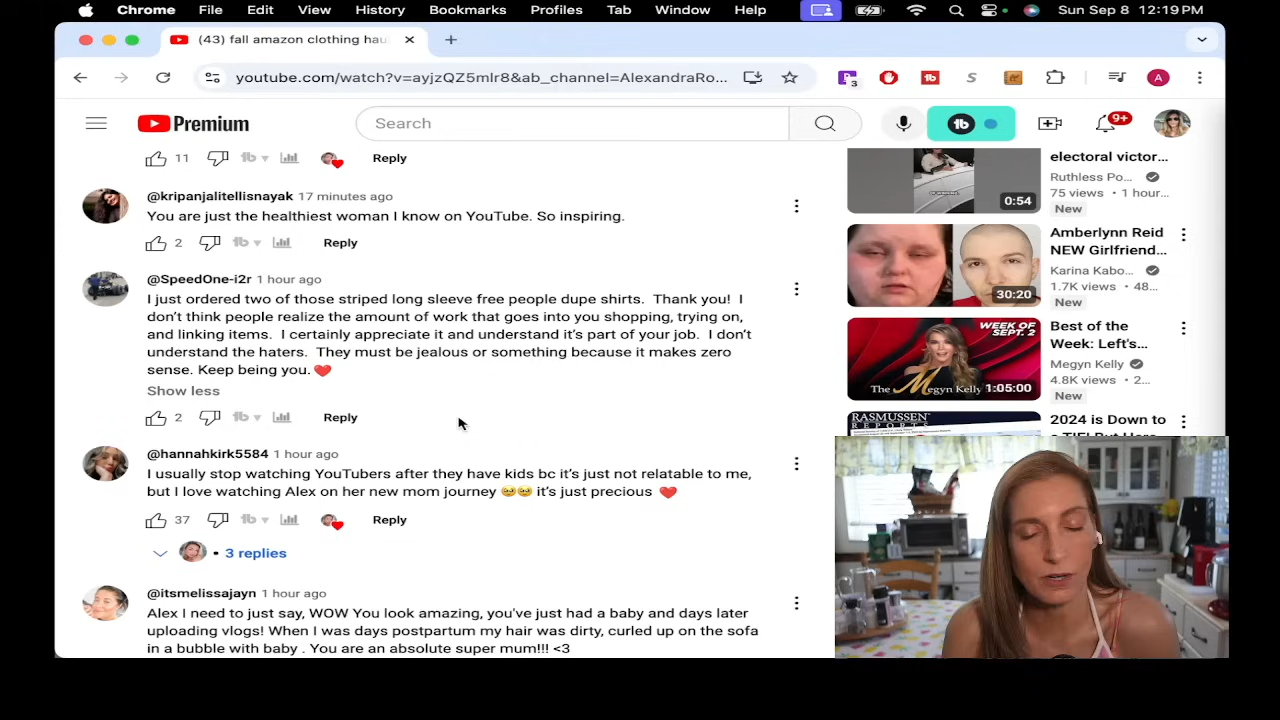 Chrome File Edit View History Bookmarks Profiles Tab Window Help Sun Sep 8 12:19 PM
(43) fall amazon clothing hau
youtube.com/watch?v=ayjzQZ5mIr8&ab_channel=AlexandraRo...
Premium
Search
9+
11 Reply
@kripanjalitellisnayak 17 minutes ago
You are just the healthiest woman I know on YouTube. So inspiring.
2 Reply
@SpeedOne-i2r 1 hour ago
I just ordered two of those striped long sleeve free people dupe shirts. Thank you! I
don't think people realize the amount of work that goes into you shopping, trying on,
and linking items. I certainly appreciate it and understand it's part of your job. I don't
understand the haters. They must be jealous or something because it makes zero
sense. Keep being you. ❤️
Show less
2 Reply
@hannahkirk5584 1 hour ago
I usually stop watching YouTubers after they have kids bc it's just not relatable to me,
but I love watching Alex on her new mom journey 🥹🥹 it's just precious ❤️
37 Reply
3 replies
@itsmelissajayn 1 hour ago
Alex I need to just say, WOW You look amazing, you've just had a baby and days later
uploading vlogs! When I was days postpartum my hair was dirty, curled up on the sofa
in a bubble with baby . You are an absolute super mum!!! <3
electoral victor...
Ruthless Po...
75 views • 1 hour...
New
0:54
Amberlynn Reid
NEW Girlfriend...
Karina Kabo...
1.7K views • 48...
New
30:20
Best of the
Week: Left's...
Megyn Kelly
4.8K views • 2...
New
WEEK OF
SEPT. 2
The Megyn Kelly
1:05:00
2024 is Down to
RASMUSSEN
REPORTS